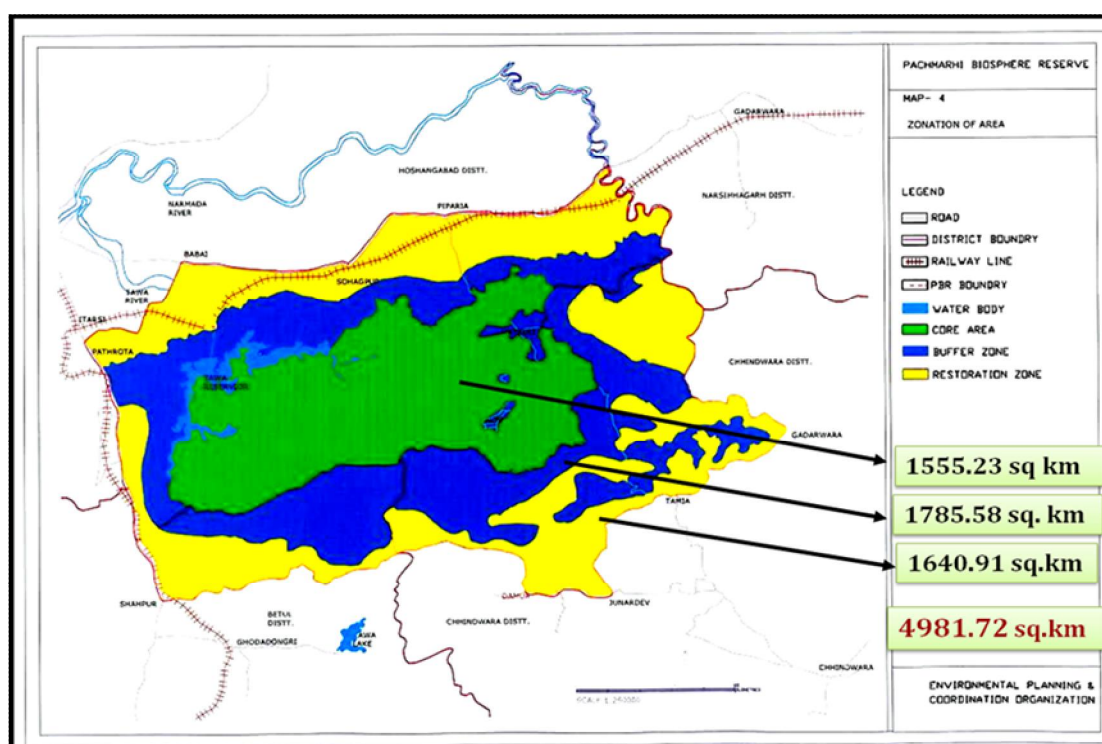 PACHMARHI BIOSPHERE RESERVE
MAP- 4
ZONATION OF AREA
LEGEND
ROAD
DISTRICT BOUNDRY
RAILWAY LINE
PBR BOUNDRY
WATER BODY
CORE AREA
BUFFER ZONE
RESTORATION ZONE
GADARWARA
HOSHANGABAD DISTT.
NARSIMHAGARH DISTT.
NARMADA
RIVER
PIPARIA
BABAI
SOHAGPUR
RIVER
ITARSI
PATHROTA
TAWA
CHHINDWARA DISTT.
GADARWARA
TAMIA
SHAHPUR
BETUL
DISTT.
GHODADONGRI
LAKE
CHHINDWARA DISTT.
JUNARDEV
CHHINDWARA
1555.23 sq km
1785.58 sq. km
1640.91 sq.km
4981.72 sq.km
ENVIRONMENTAL PLANNING &
COORDINATION ORGANIZATION